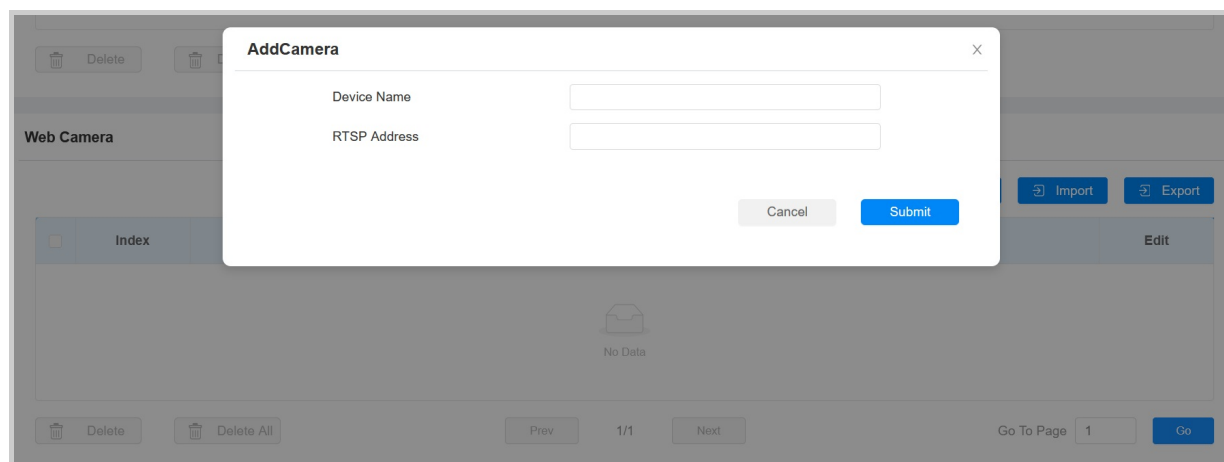 Delete
AddCamera
Device Name
RTSP Address
Cancel
Submit
Web Camera
Import
Export
Index
Edit
No Data
Delete
Delete All
Prev
1/1
Next
Go To Page
1
Go